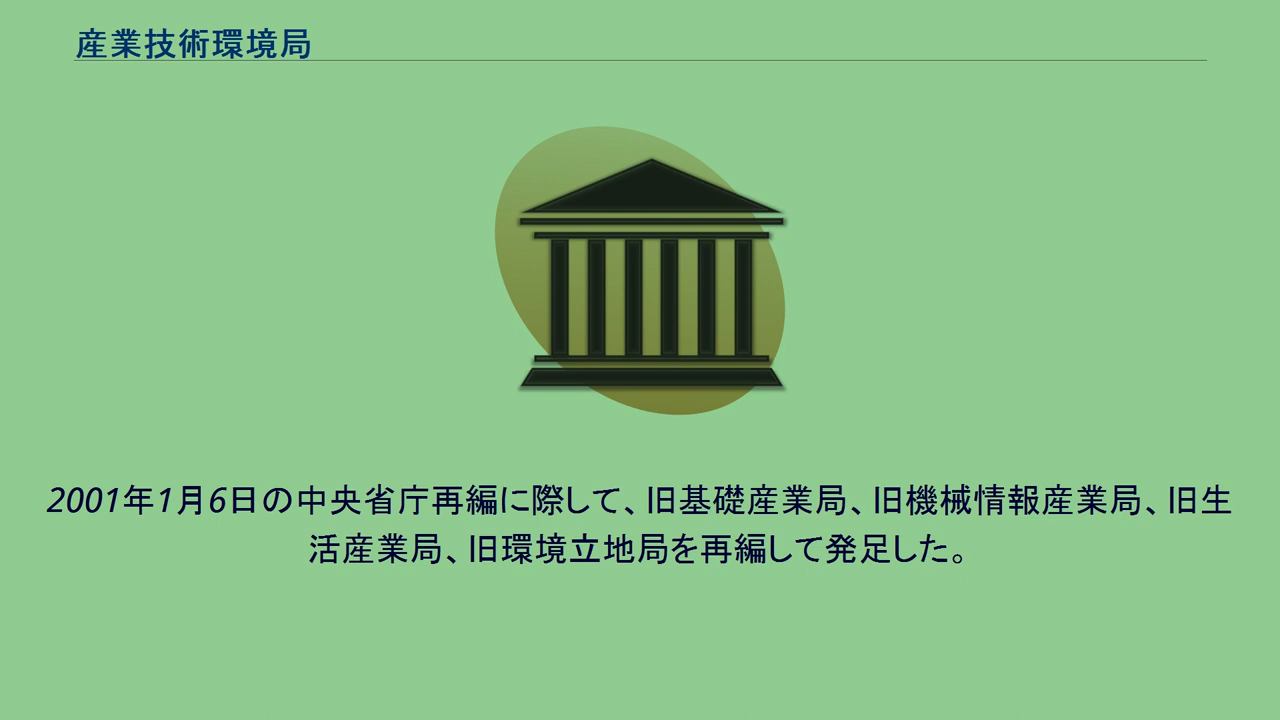 産業技術環境局
2001年1月6日の中央省庁再編に際して、旧基礎産業局、旧機械情報産業局、旧生
活産業局、旧環境立地局を再編して発足した。